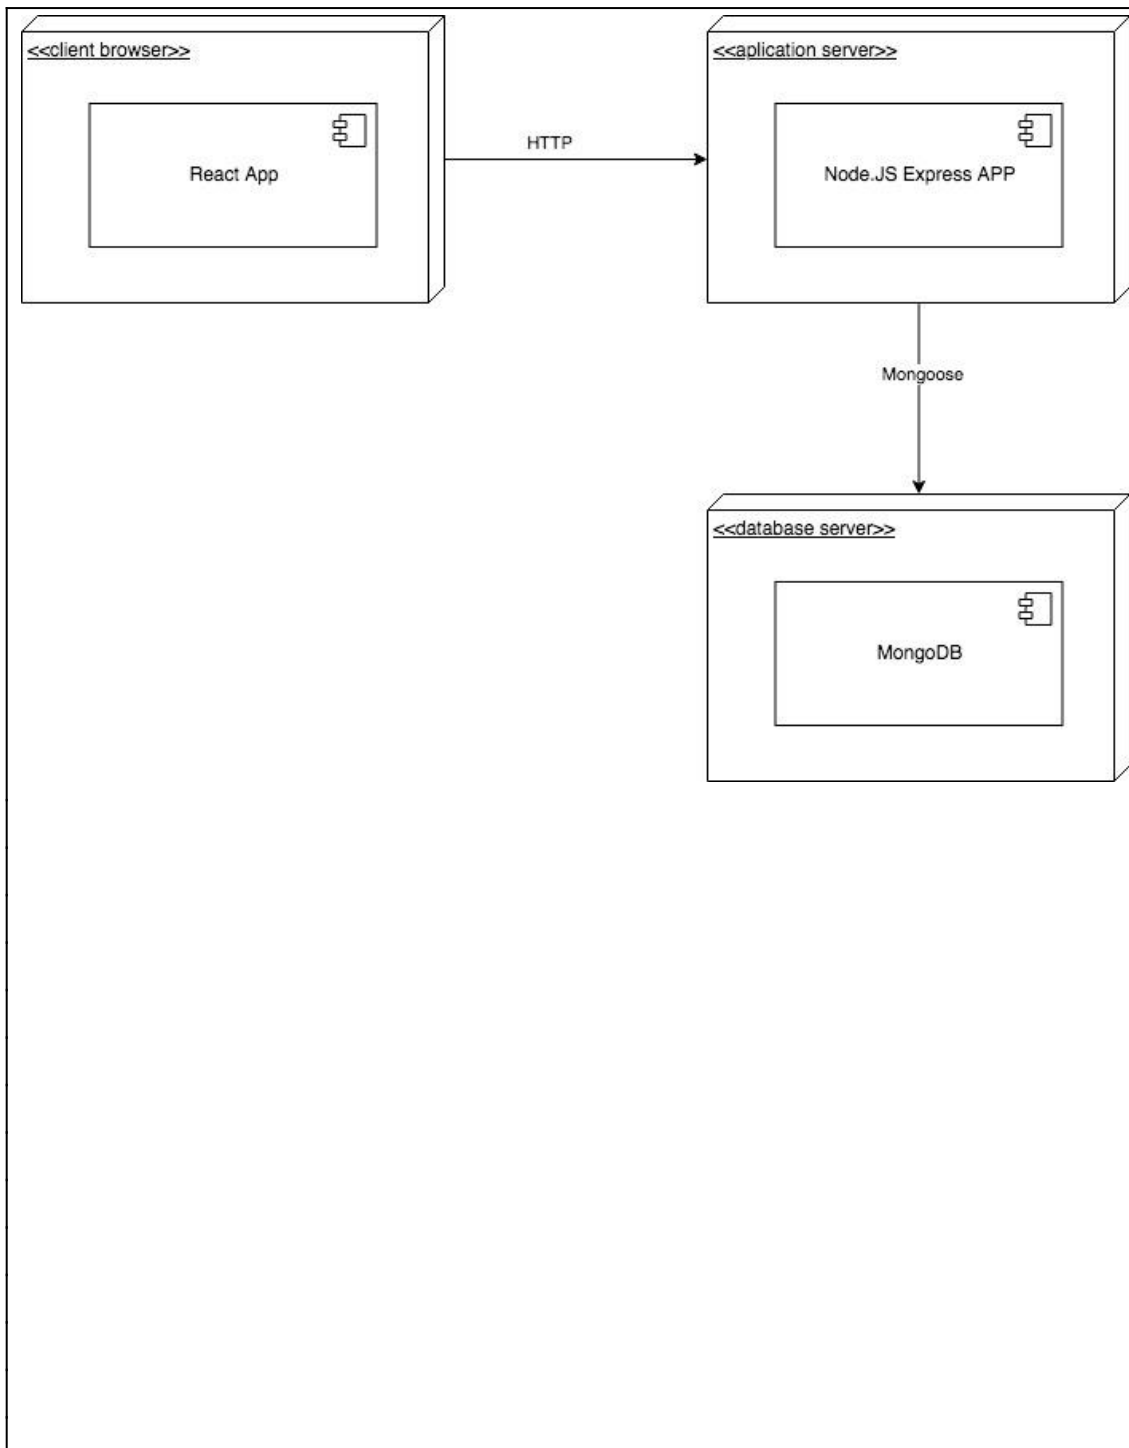 <<client browser>>
React App
HTTP
<<aplication server>>
Node.JS Express APP
Mongoose
<<database server>>
MongoDB